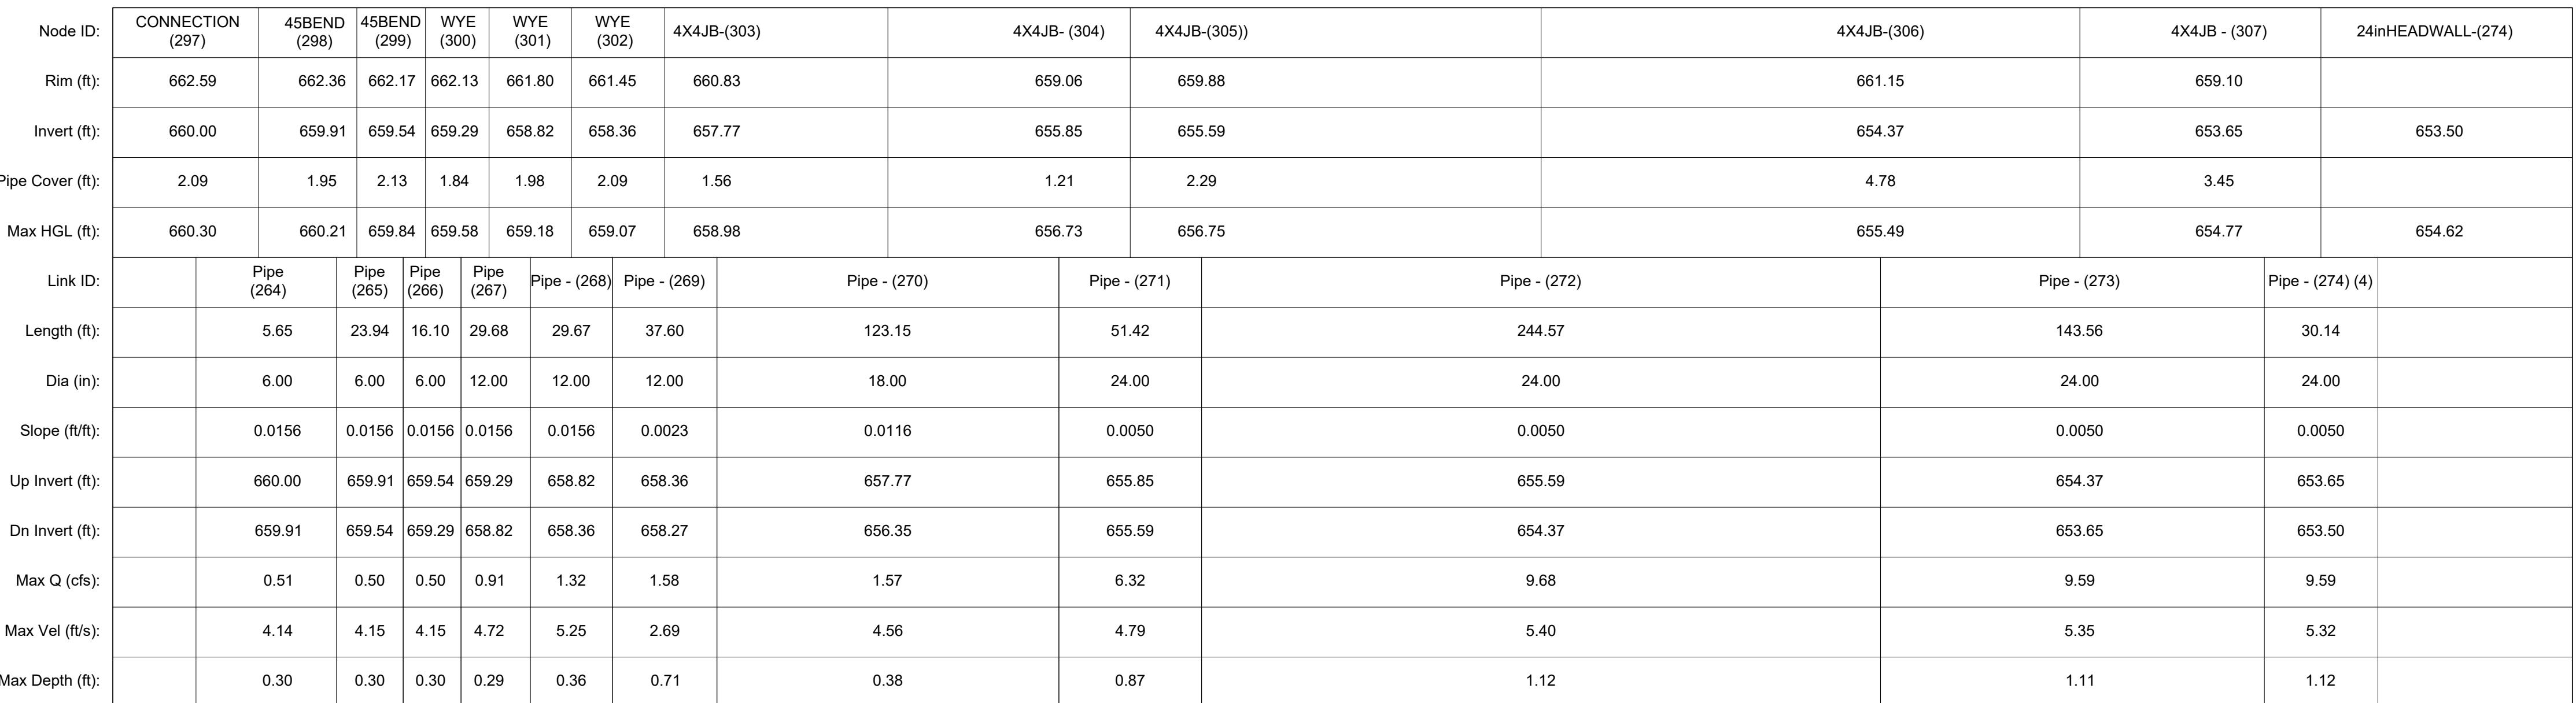 Node ID: CONNECTION (297) 45BEND (298) 45BEND (299) WYE (300) WYE (301) WYE (302) 4X4JB-(303) 4X4JB- (304) 4X4JB-(305)) 4X4JB-(306) 4X4JB - (307) 24inHEADWALL-(274)
Rim (ft): 662.59 662.36 662.17 662.13 661.80 661.45 660.83 659.06 659.88 661.15 659.10
Invert (ft): 660.00 659.91 659.54 659.29 658.82 658.36 657.77 655.85 655.59 654.37 653.65 653.50
Pipe Cover (ft): 2.09 1.95 2.13 1.84 1.98 2.09 1.56 1.21 2.29 4.78 3.45
Max HGL (ft): 660.30 660.21 659.84 659.58 659.18 659.07 658.98 656.73 656.75 655.49 654.77 654.62
Link ID: Pipe (264) Pipe (265) Pipe (266) Pipe (267) Pipe - (268) Pipe - (269) Pipe - (270) Pipe - (271) Pipe - (272) Pipe - (273) Pipe - (274) (4)
Length (ft): 5.65 23.94 16.10 29.68 29.67 37.60 123.15 51.42 244.57 143.56 30.14
Dia (in): 6.00 6.00 6.00 12.00 12.00 12.00 18.00 24.00 24.00 24.00 24.00
Slope (ft/ft): 0.0156 0.0156 0.0156 0.0156 0.0156 0.0023 0.0116 0.0050 0.0050 0.0050 0.0050
Up Invert (ft): 660.00 659.91 659.54 659.29 658.82 658.36 657.77 655.85 655.59 654.37 653.65
Dn Invert (ft): 659.91 659.54 659.29 658.82 658.36 658.27 656.35 655.59 654.37 653.65 653.50
Max Q (cfs): 0.51 0.50 0.50 0.91 1.32 1.58 1.57 6.32 9.68 9.59 9.59
Max Vel (ft/s): 4.14 4.15 4.15 4.72 5.25 2.69 4.56 4.79 5.40 5.35 5.32
Max Depth (ft): 0.30 0.30 0.30 0.29 0.36 0.71 0.38 0.87 1.12 1.11 1.12